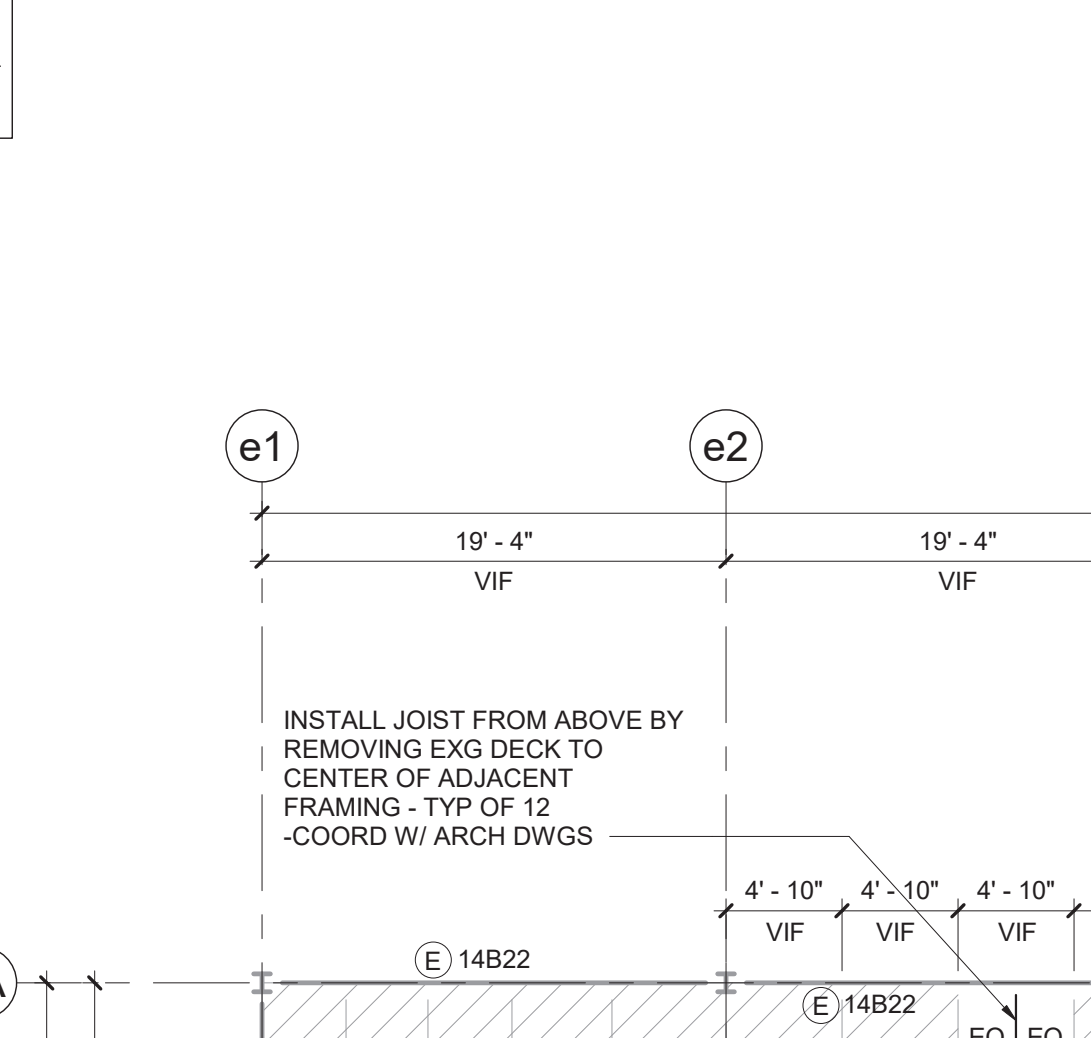 e1
e2
19' - 4"
19' - 4"
VIF
VIF
INSTALL JOIST FROM ABOVE BY
REMOVING EXG DECK TO
CENTER OF ADJACENT
FRAMING - TYP OF 12
-COORD W/ ARCH DWGS
4' - 10"
4' - 10"
4' - 10"
VIF
VIF
VIF
E 14B22
E 14B22
EQ
EQ